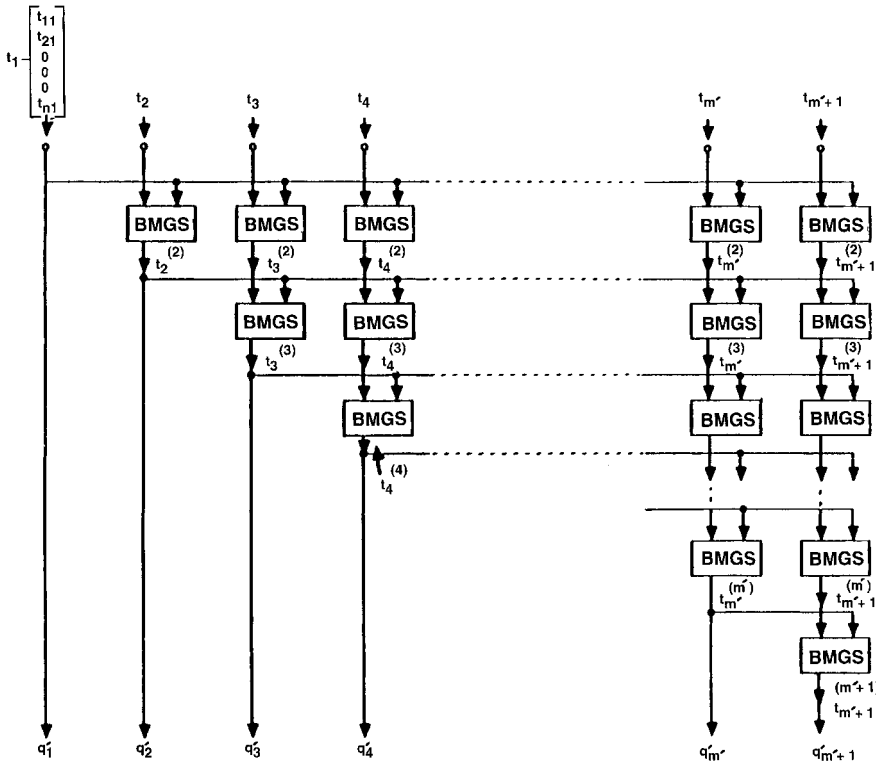 t11
t21
t1
0
0
0
tn1
t2 t3 t4 tm′ tm′+1
BMGS BMGS BMGS BMGS BMGS
t2(2) t3(2) t4(2) tm′(2) tm′+1(2)
BMGS BMGS BMGS BMGS
t3(3) t4(3) tm′(3) tm′+1(3)
BMGS BMGS BMGS
t4(4)
BMGS BMGS
tm′(m′) tm′+1(m′)
BMGS
tm′+1(m′+1)
q′1 q′2 q′3 q′4 q′m′ q′m′+1